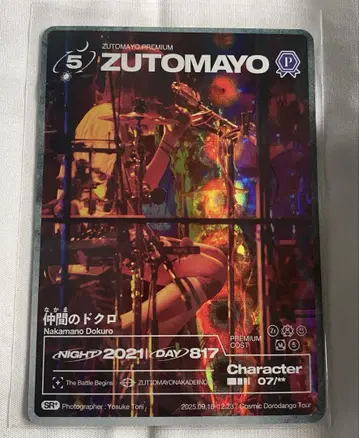 ZUTOMAYO PREMIUM
5 ZUTOMAYO P
なかま
仲間のドクロ
Nakamano Dokuro
NIGHT 2021 / DAY 817
PREMIUM
COST
5
Character
07/**
The Battle Begins ZUTSOMAYONAKADEIINO
SR+ Photographer : Yosuke Torii 2025.09.18-12.23 Cosmic Dorodango Tour